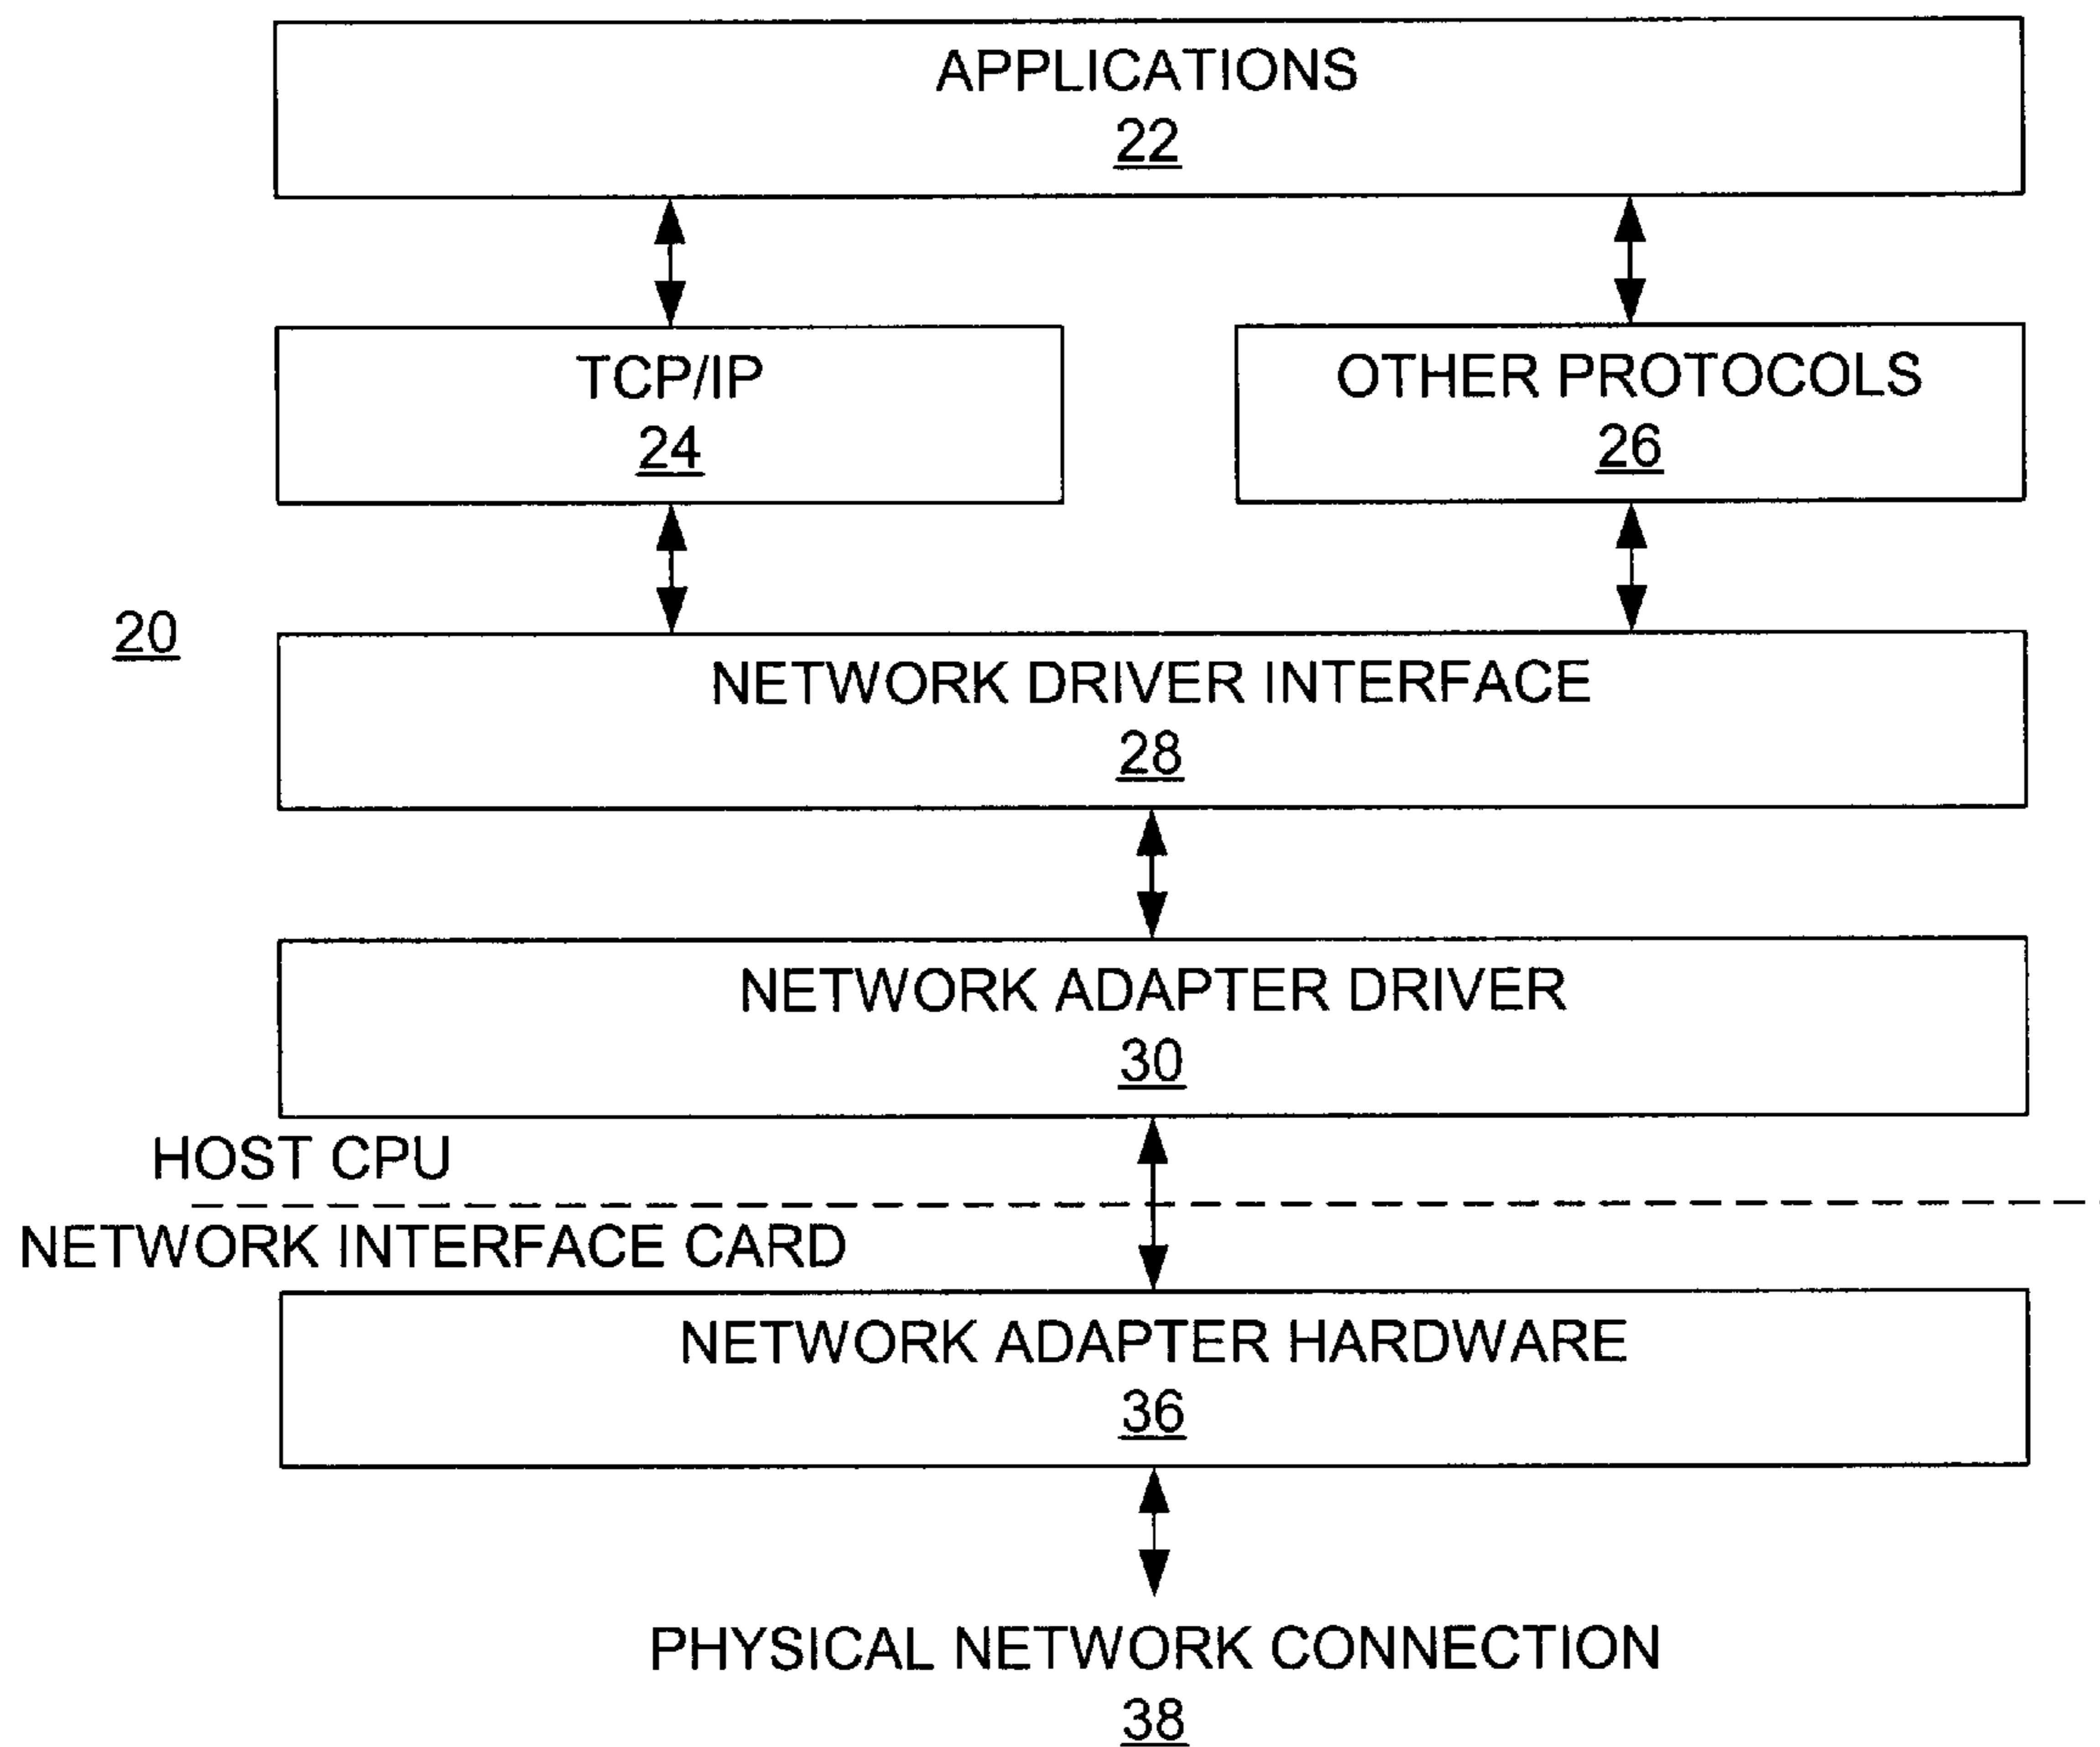 APPLICATIONS
22
TCP/IP
24
OTHER PROTOCOLS
26
20
NETWORK DRIVER INTERFACE
28
NETWORK ADAPTER DRIVER
30
HOST CPU
NETWORK INTERFACE CARD
NETWORK ADAPTER HARDWARE
36
PHYSICAL NETWORK CONNECTION
38